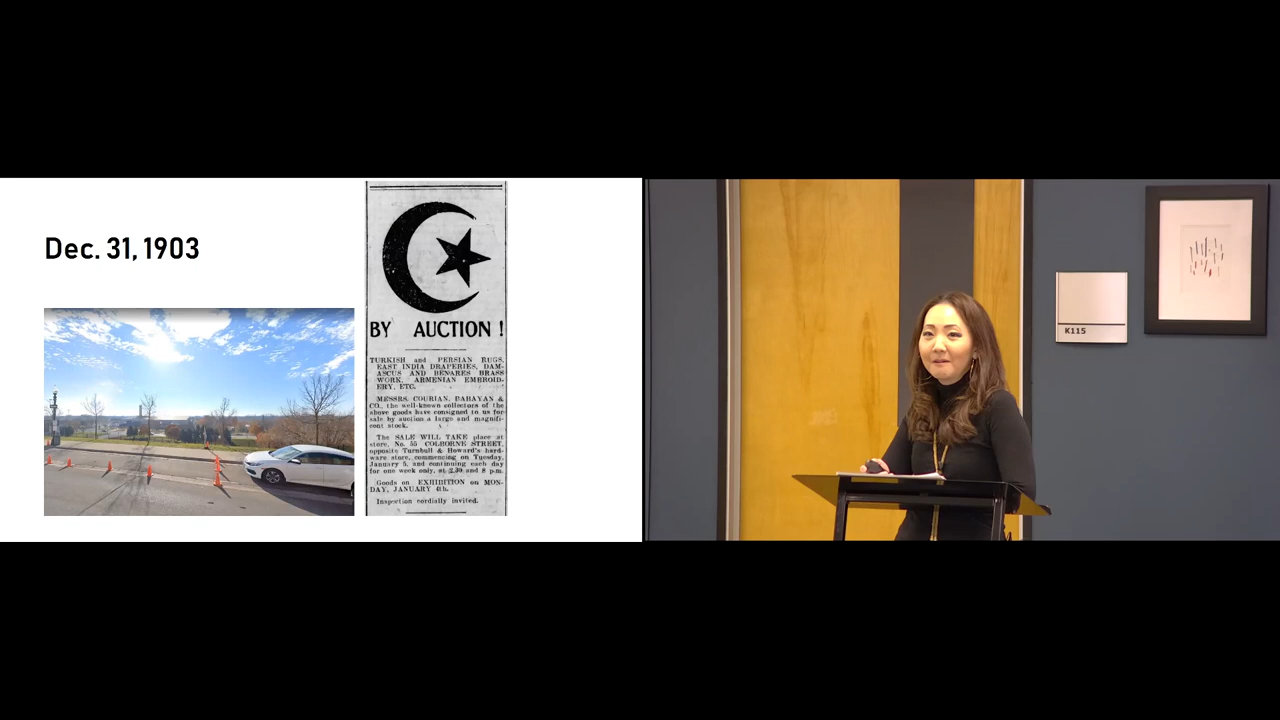 Dec. 31, 1903
BY AUCTION !
TURKISH and PERSIAN RUGS,
EAST INDIA DRAPERIES, DAM-
ASCUS AND BENARES BRASS
WORK, ARMENIAN EMBROID-
ERY, ETC.
MESSRS. COURIAN, BABAYAN &
CO., the well-known collectors of the
above goods have consigned to us for
sale by auction a large and magnifi-
cent stock.
The SALE WILL TAKE place at
store, No. 55 COLBORNE STREET,
opposite Turnbull & Howard's hard-
ware store, commencing on Tuesday,
January 5, and continuing each day
for one week only, at 2.30 and 8 p.m.
Goods on EXHIBITION on MON-
DAY, JANUARY 4th.
Inspection cordially invited.
K115